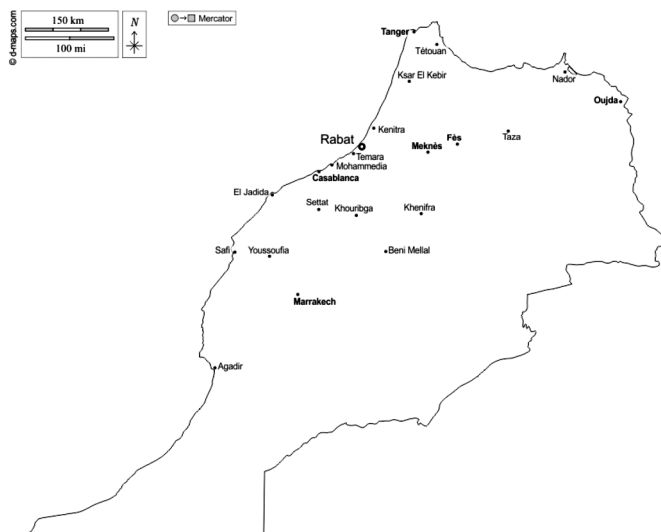 © d-maps.com
150 km
100 mi
N
Mercator
Tanger
Tétouan
Ksar El Kebir
Nador
Oujda
Kenitra
Taza
Rabat
Fès
Meknès
Temara
Mohammedia
Casablanca
El Jadida
Settat
Khouribga
Khenifra
Safi
Youssoufia
Beni Mellal
Marrakech
Agadir